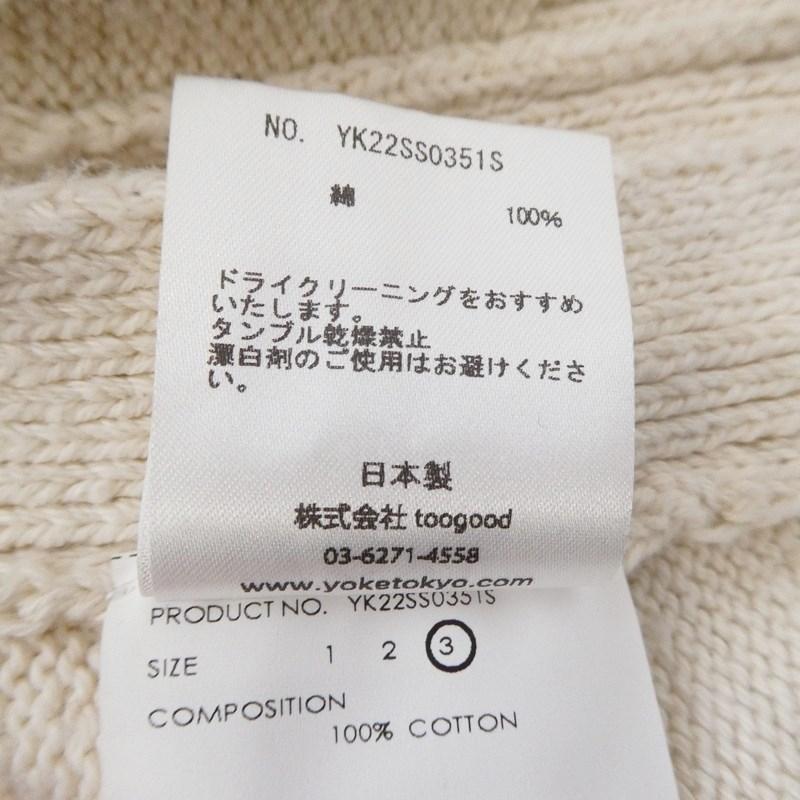 NO. YK22SS0351S
綿 100%
ドライクリーニングをおすすめ
いたします。
タンブル乾燥禁止
漂白剤のご使用はお避けくださ
い。
日本製
株式会社 toogood
03-6271-4558
www.yoketokyo.com
PRODUCT NO. YK22SS0351S
SIZE 1 2 3
COMPOSITION
100% COTTON